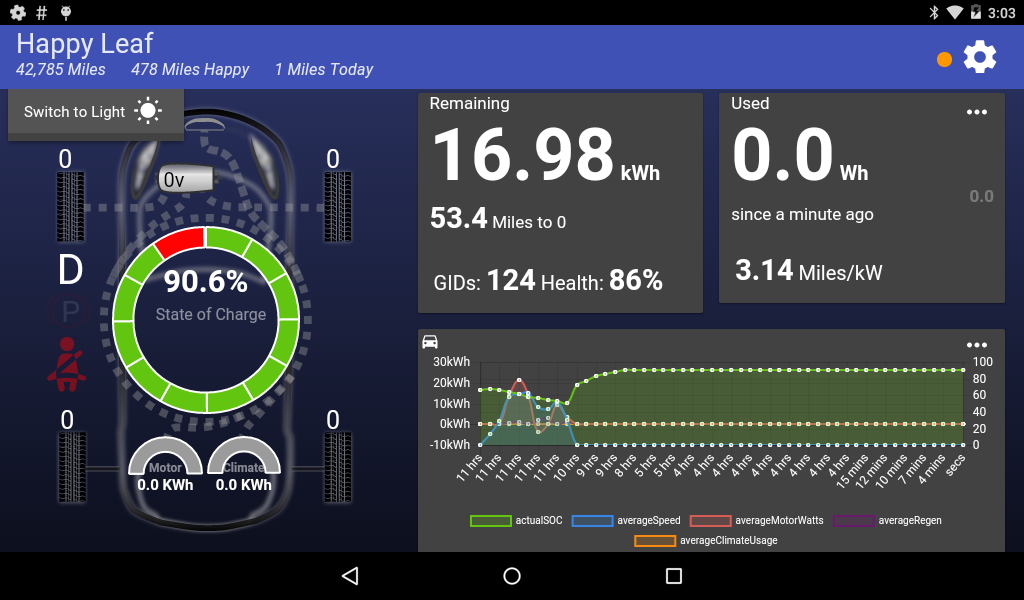 3:03
Happy Leaf
42,785 Miles 478 Miles Happy 1 Miles Today
Switch to Light
0 0
0v
D
P
90.6%
State of Charge
0 0
Motor Climate
0.0 KWh 0.0 KWh
Remaining
16.98 kWh
53.4 Miles to 0
GIDs: 124 Health: 86%
Used
0.0 Wh
0.0
since a minute ago
3.14 Miles/kW
30kWh 100
20kWh 80
10kWh 60
0kWh 40
-10kWh 20
0
11 hrs 11 hrs 11 hrs 11 hrs 11 hrs 10 hrs 9 hrs 9 hrs 8 hrs 5 hrs 5 hrs 4 hrs 4 hrs 4 hrs 4 hrs 4 hrs 4 hrs 4 hrs 4 hrs 4 hrs 15 mins 12 mins 10 mins 7 mins 4 mins secs
actualSOC averageSpeed averageMotorWatts averageRegen
averageClimateUsage